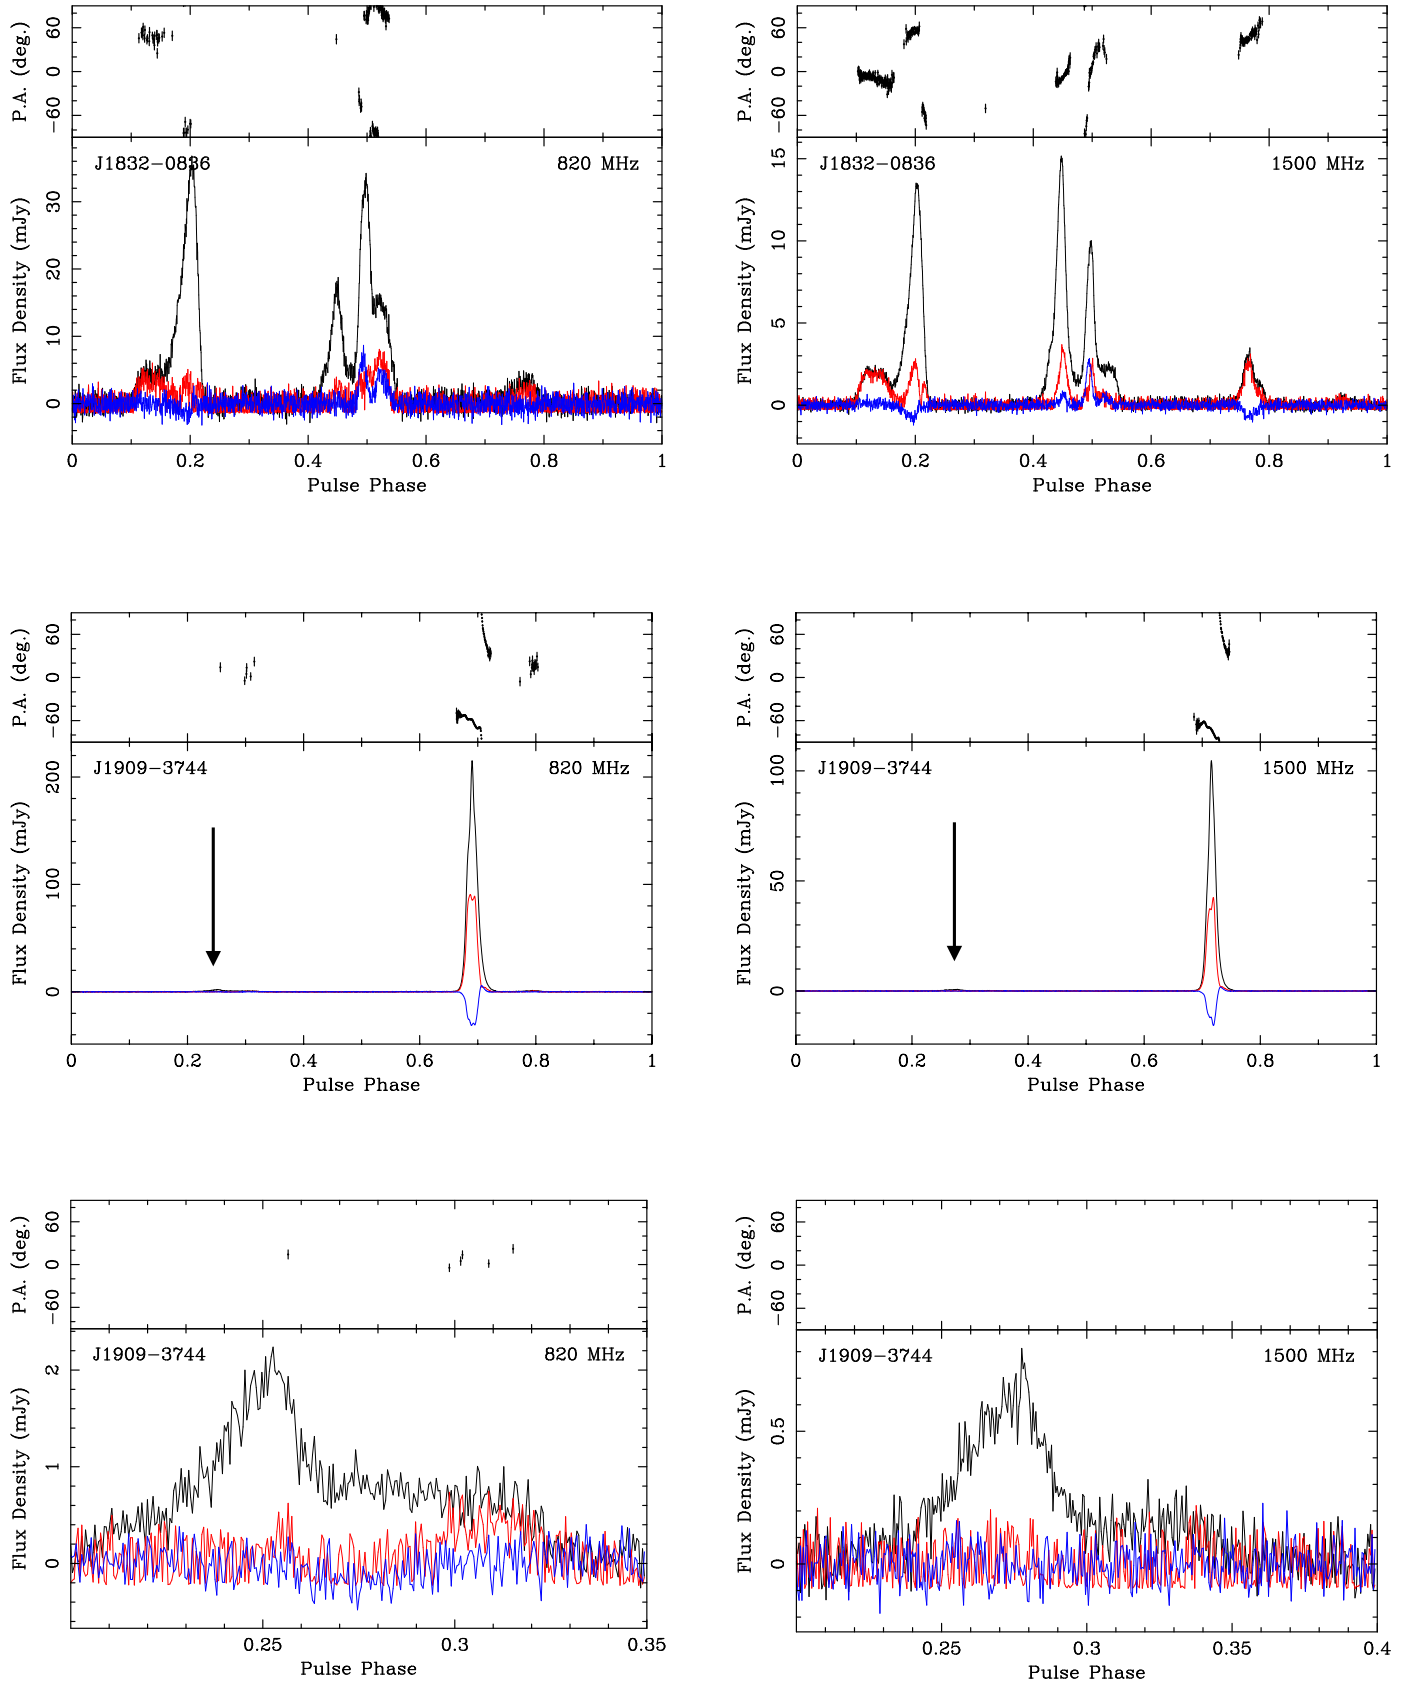 P.A. (deg.)
−60 0 60
J1832−0836 820 MHz
Flux Density (mJy)
0 10 20 30
0 0.2 0.4 0.6 0.8 1
Pulse Phase
P.A. (deg.)
−60 0 60
J1832−0836 1500 MHz
Flux Density (mJy)
0 5 10 15
0 0.2 0.4 0.6 0.8 1
Pulse Phase
P.A. (deg.)
−60 0 60
J1909−3744 820 MHz
Flux Density (mJy)
0 100 200
0 0.2 0.4 0.6 0.8 1
Pulse Phase
P.A. (deg.)
−60 0 60
J1909−3744 1500 MHz
Flux Density (mJy)
0 50 100
0 0.2 0.4 0.6 0.8 1
Pulse Phase
P.A. (deg.)
−60 0 60
J1909−3744 820 MHz
Flux Density (mJy)
0 1 2
0.25 0.3 0.35
Pulse Phase
P.A. (deg.)
−60 0 60
J1909−3744 1500 MHz
Flux Density (mJy)
0 0.5
0.25 0.3 0.35 0.4
Pulse Phase